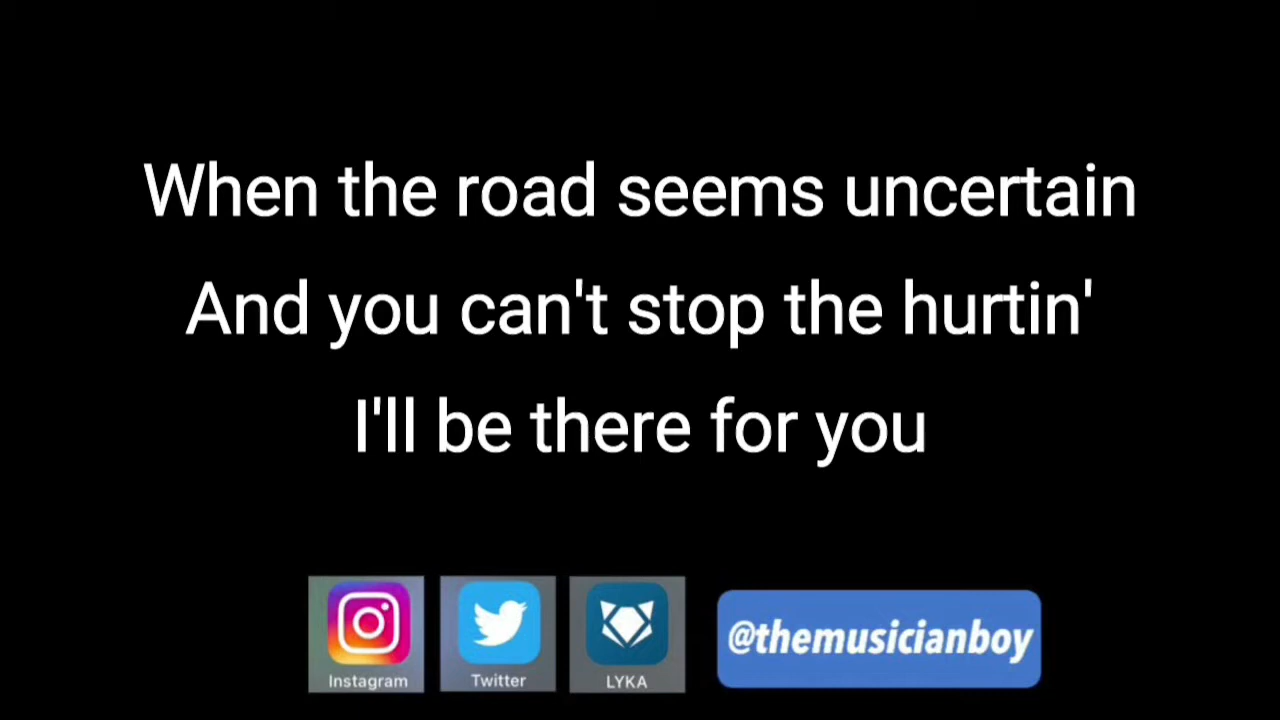 When the road seems uncertain
And you can't stop the hurtin'
I'll be there for you
Instagram Twitter LYKA @themusicianboy